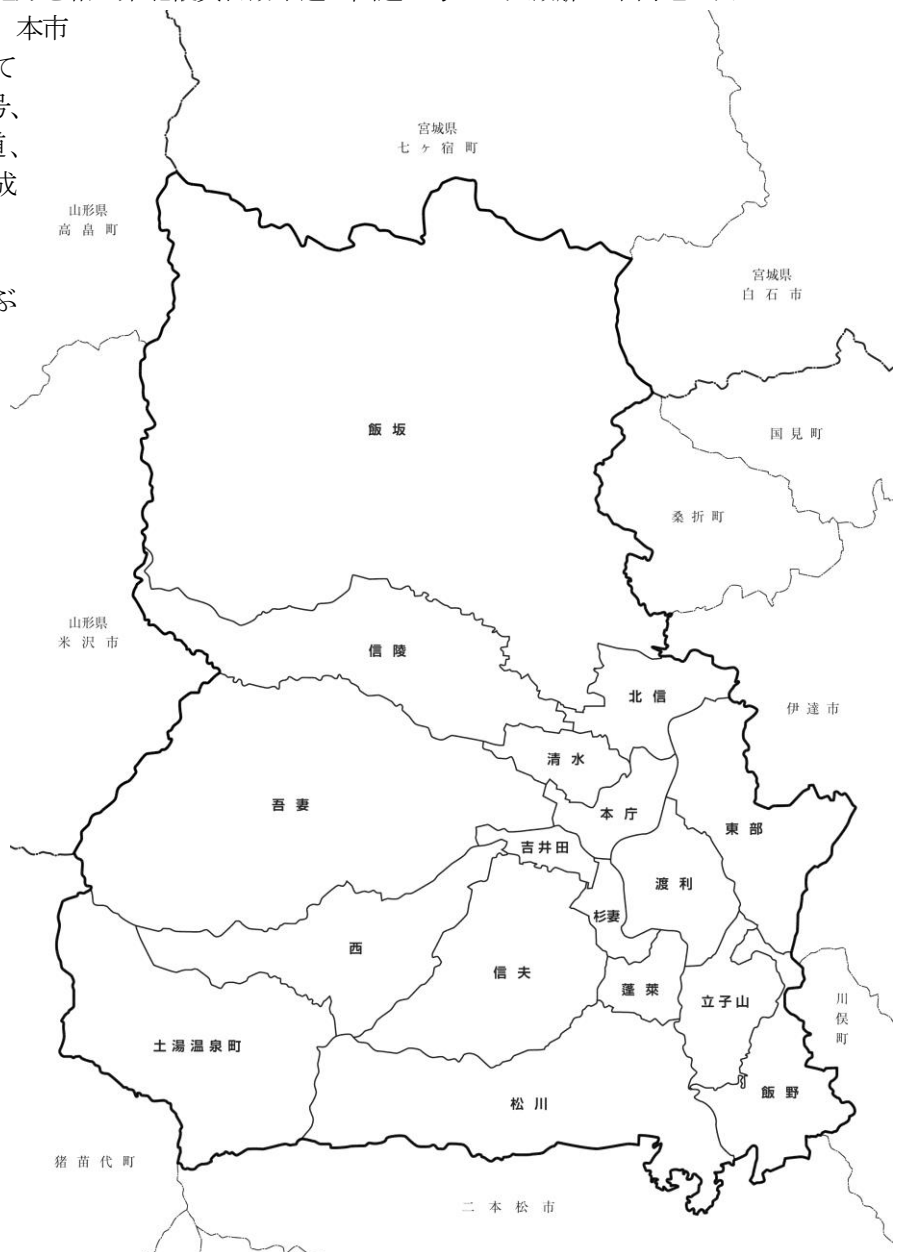 本市
て
号、
道、
成
ぶ
宮城県
七ヶ宿町
山形県
高畠町
宮城県
白石市
国見町
飯坂
桑折町
山形県
米沢市
信陵
北信
伊達市
清水
吾妻
本庁
東部
吉井田
渡利
杉妻
西
信夫
蓬莱
立子山
川俣町
土湯温泉町
松川
飯野
猪苗代町
二本松市